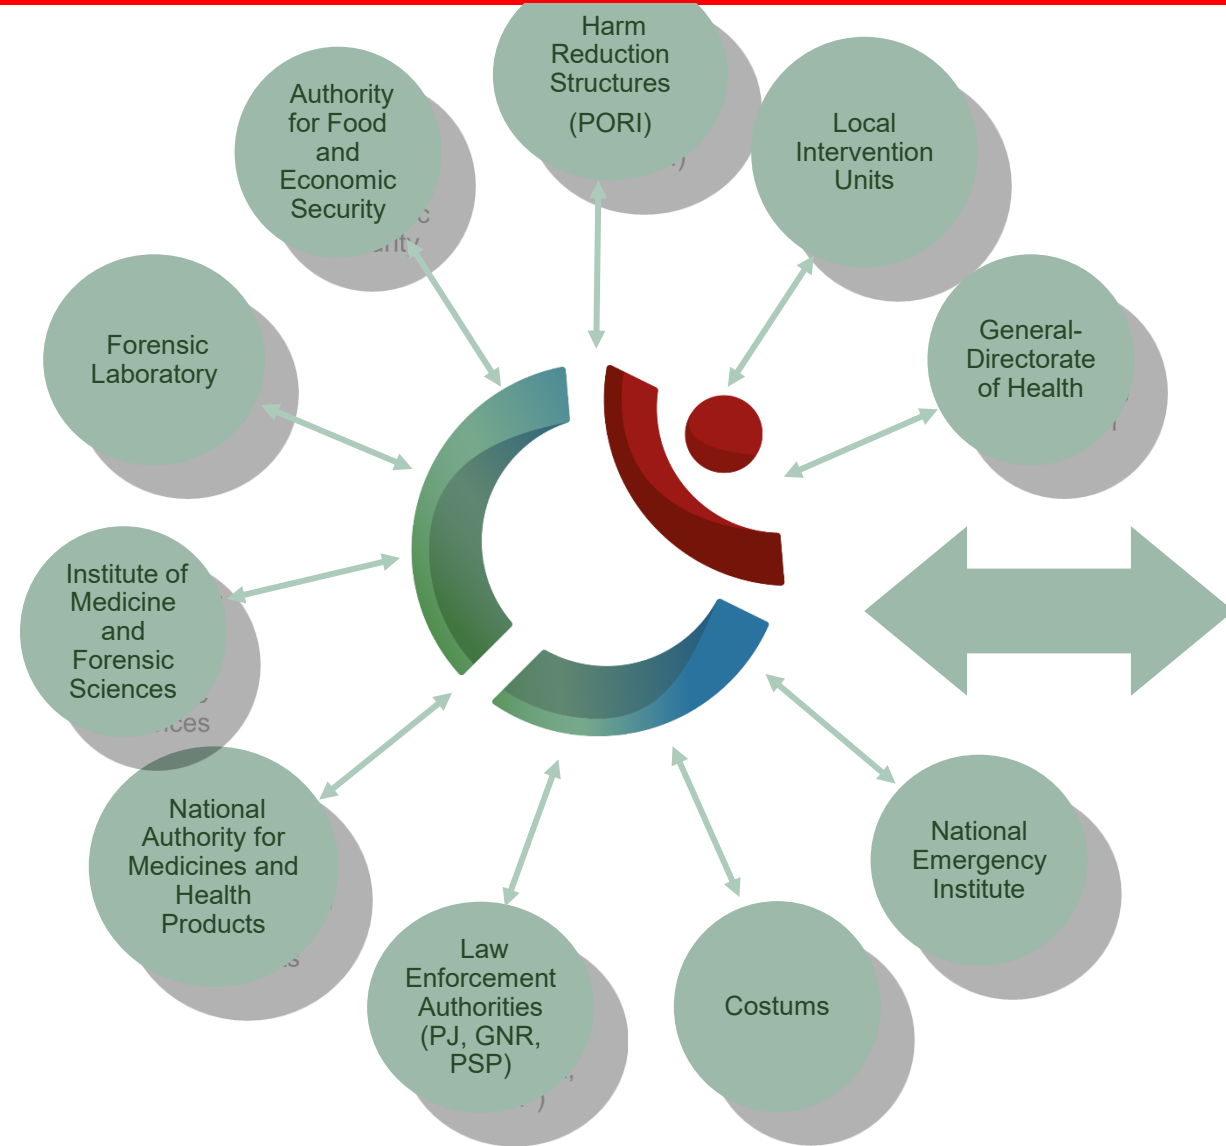 Harm
Reduction
Structures
(PORI)
Authority
for Food
and
Economic
Security
Local
Intervention
Units
General-
Directorate
of Health
Forensic
Laboratory
Institute of
Medicine
and
Forensic
Sciences
National
Authority for
Medicines and
Health
Products
Law
Enforcement
Authorities
(PJ, GNR,
PSP)
Costums
National
Emergency
Institute